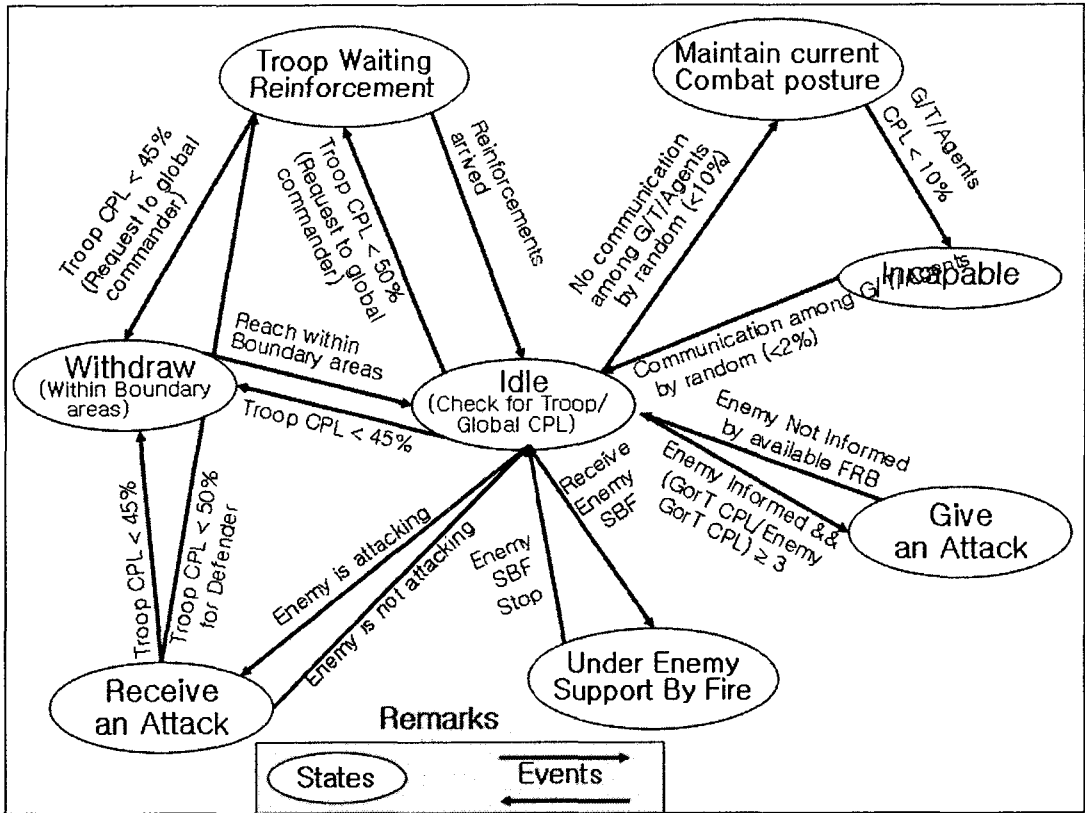 Troop Waiting
Reinforcement
Maintain current
Combat posture
Troop CPL < 45%
(Request to global
commander)
Troop CPL < 50%
(Request to global
commander)
Reinforcements
arrived
No communication
among G/T/Agents
by random (<10%)
G/T/Agents
CPL < 10%
Incapable
Communication among G/T/Agents
by random (<2%)
Withdraw
(Within Boundary
areas)
Reach within
Boundary areas
Troop CPL < 45%
Idle
(Check for Troop/
Global CPL)
Enemy Not Informed
by available FRB
Enemy Informed &&
(GorT CPL/Enemy
GorT CPL) ≥ 3
Give
an Attack
Troop CPL < 45%
Troop CPL < 50%
for Defender
Enemy is attacking
Enemy is not attacking
Enemy
SBF
Stop
Receive
Enemy
SBF
Receive
an Attack
Under Enemy
Support By Fire
Remarks
States
Events